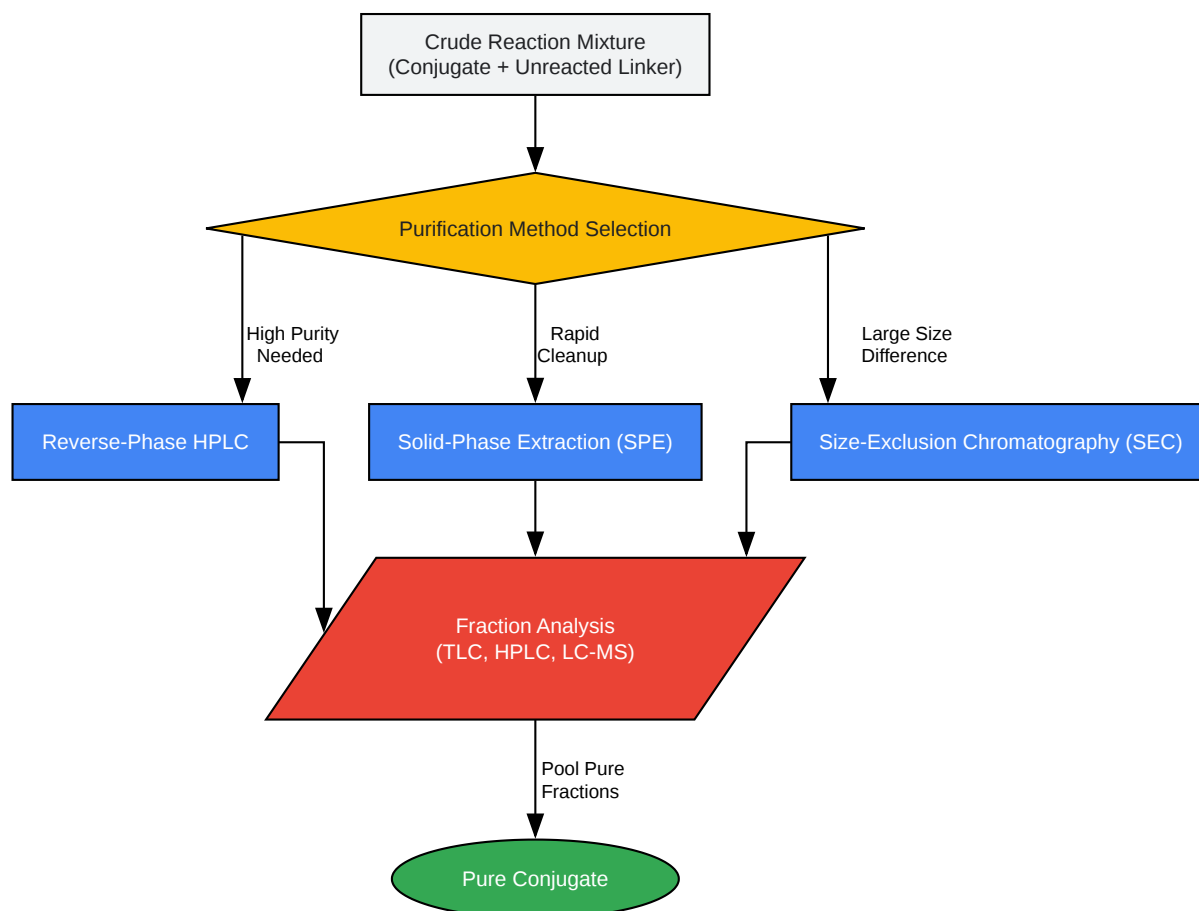 Crude Reaction Mixture
(Conjugate + Unreacted Linker)
Purification Method Selection
High Purity
Needed
Rapid
Cleanup
Large Size
Difference
Reverse-Phase HPLC
Solid-Phase Extraction (SPE)
Size-Exclusion Chromatography (SEC)
Fraction Analysis
(TLC, HPLC, LC-MS)
Pool Pure
Fractions
Pure Conjugate